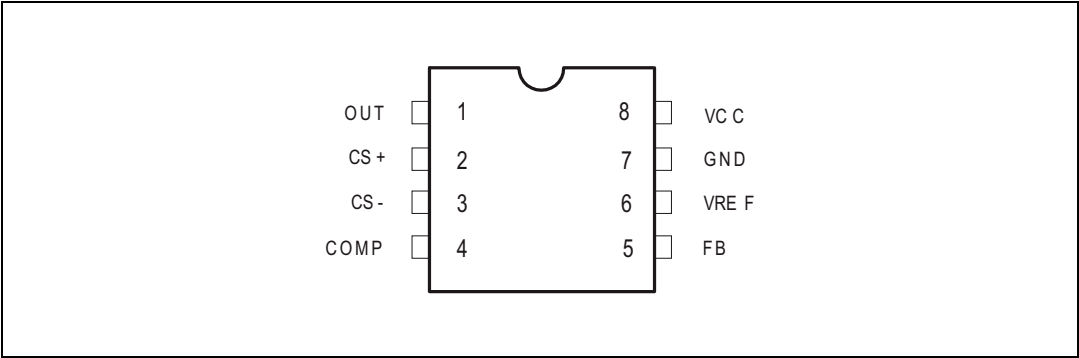 OUT 1 8 VCC
CS+ 2 7 GND
CS- 3 6 VREF
COMP 4 5 FB